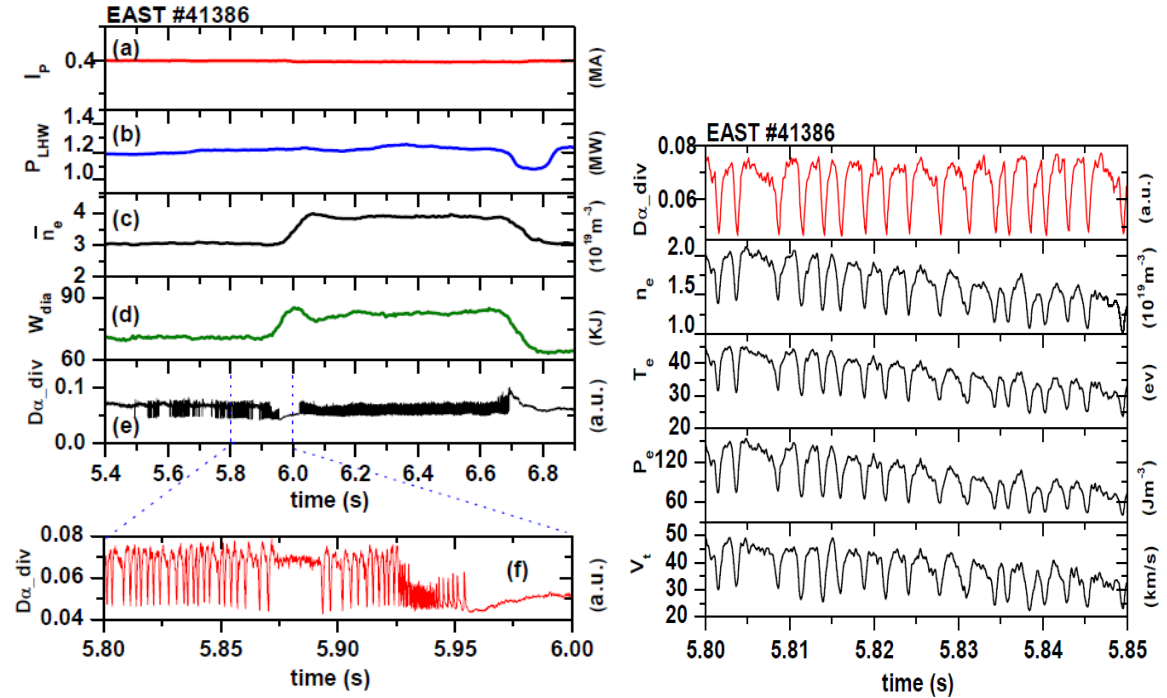 EAST #41386
(a)
0.4
I_P
(MA)
(b)
1.4
1.2
1.0
P_LHW
(MW)
(c)
4
3
2
n̅_e
(10^19 m^-3)
(d)
90
60
W_dia
(KJ)
(e)
0.1
0.0
Dα_div
(a.u.)
5.4 5.6 5.8 6.0 6.2 6.4 6.6 6.8
time (s)
(f)
0.08
0.06
0.04
Dα_div
(a.u.)
5.80 5.85 5.90 5.95 6.00
time (s)
EAST #41386
0.08
0.06
Dα_div
(a.u.)
2.0
1.5
1.0
n_e
(10^19 m^-3)
40
30
20
T_e
(ev)
120
60
P_e
(Jm^-3)
50
40
30
20
V_t
(km/s)
5.80 5.81 5.82 5.83 5.84 5.85
time (s)